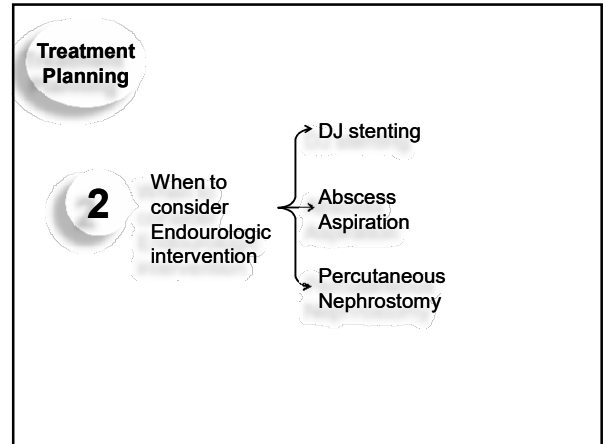 Treatment
Planning
2
When to
consider
Endourologic
intervention
DJ stenting
Abscess
Aspiration
Percutaneous
Nephrostomy